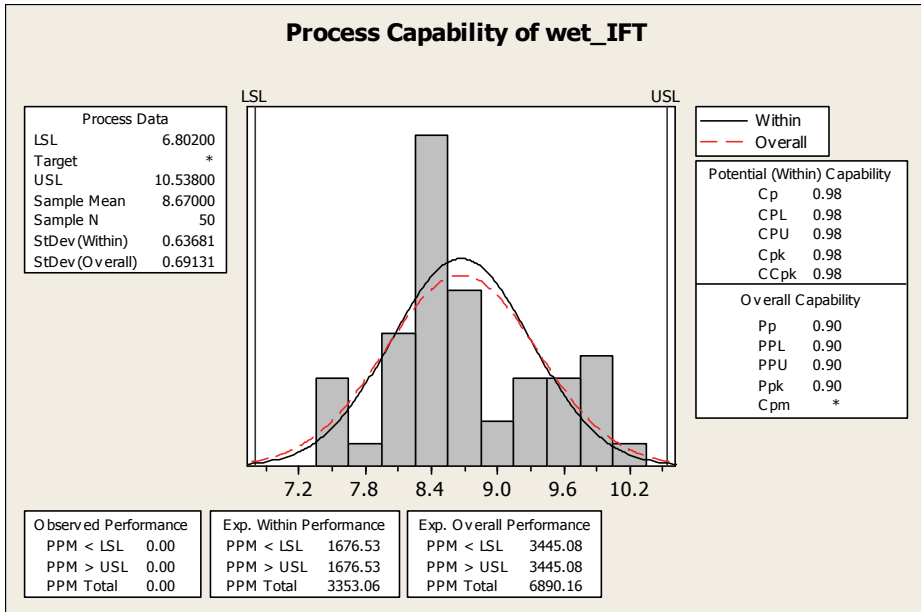 Process Capability of wet_IFT
LSL USL
Process Data
LSL 6.80200
Target *
USL 10.53800
Sample Mean 8.67000
Sample N 50
StDev(Within) 0.63681
StDev(Overall) 0.69131
Within
Overall
Potential (Within) Capability
Cp 0.98
CPL 0.98
CPU 0.98
Cpk 0.98
CCpk 0.98
Overall Capability
Pp 0.90
PPL 0.90
PPU 0.90
Ppk 0.90
Cpm *
7.2 7.8 8.4 9.0 9.6 10.2
Observed Performance
PPM < LSL 0.00
PPM > USL 0.00
PPM Total 0.00
Exp. Within Performance
PPM < LSL 1676.53
PPM > USL 1676.53
PPM Total 3353.06
Exp. Overall Performance
PPM < LSL 3445.08
PPM > USL 3445.08
PPM Total 6890.16